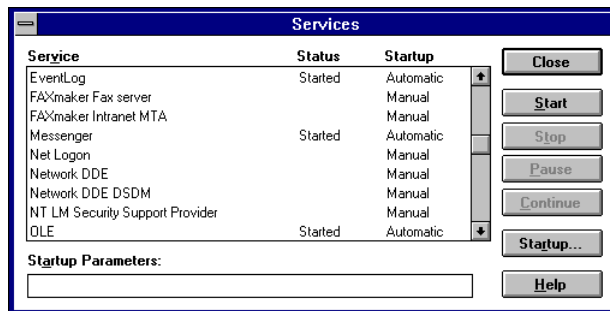 Services
Service Status Startup
EventLog Started Automatic
FAXmaker Fax server Manual
FAXmaker Intranet MTA Manual
Messenger Started Automatic
Net Logon Manual
Network DDE Manual
Network DDE DSDM Manual
NT LM Security Support Provider Manual
OLE Started Automatic
Startup Parameters:
Close
Start
Stop
Pause
Continue
Startup...
Help